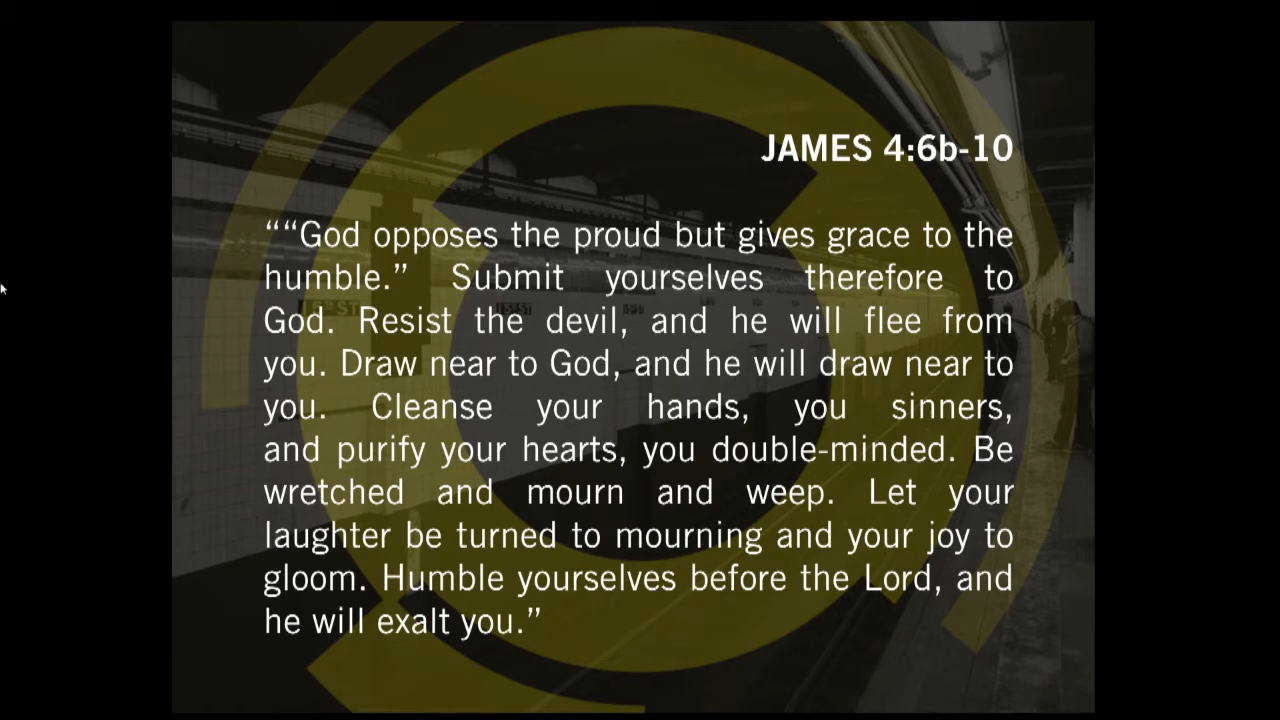 JAMES 4:6b-10
““God opposes the proud but gives grace to the
humble.” Submit yourselves therefore to
God. Resist the devil, and he will flee from
you. Draw near to God, and he will draw near to
you. Cleanse your hands, you sinners,
and purify your hearts, you double-minded. Be
wretched and mourn and weep. Let your
laughter be turned to mourning and your joy to
gloom. Humble yourselves before the Lord, and
he will exalt you.”